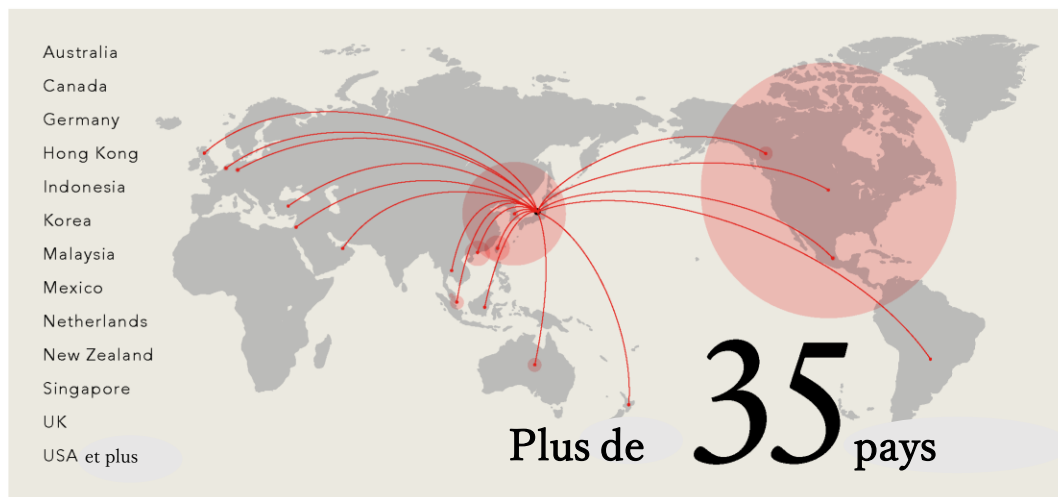 Australia
Canada
Germany
Hong Kong
Indonesia
Korea
Malaysia
Mexico
Netherlands
New Zealand
Singapore
UK
USA et plus
Plus de 35 pays